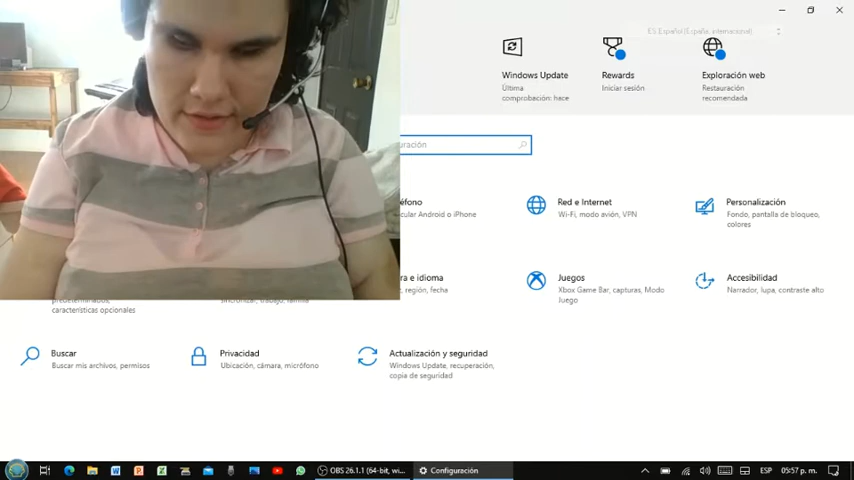 ES Español (España, internacional)
Windows Update
Última
comprobación: hace
Rewards
Iniciar sesión
Exploración web
Restauración
recomendada
uración
éfono
cular Android o iPhone
Red e Internet
Wi-Fi, modo avión, VPN
Personalización
Fondo, pantalla de bloqueo,
colores
ra e idioma
región, fecha
Juegos
Xbox Game Bar, capturas, Modo
Juego
Accesibilidad
Narrador, lupa, contraste alto
predeterminados,
características opcionales
sincronizar, trabajo, familia
Buscar
Buscar mis archivos, permisos
Privacidad
Ubicación, cámara, micrófono
Actualización y seguridad
Windows Update, recuperación,
copia de seguridad
OBS 26.1.1 (64-bit, wi...
Configuración
ESP
05:57 p. m.